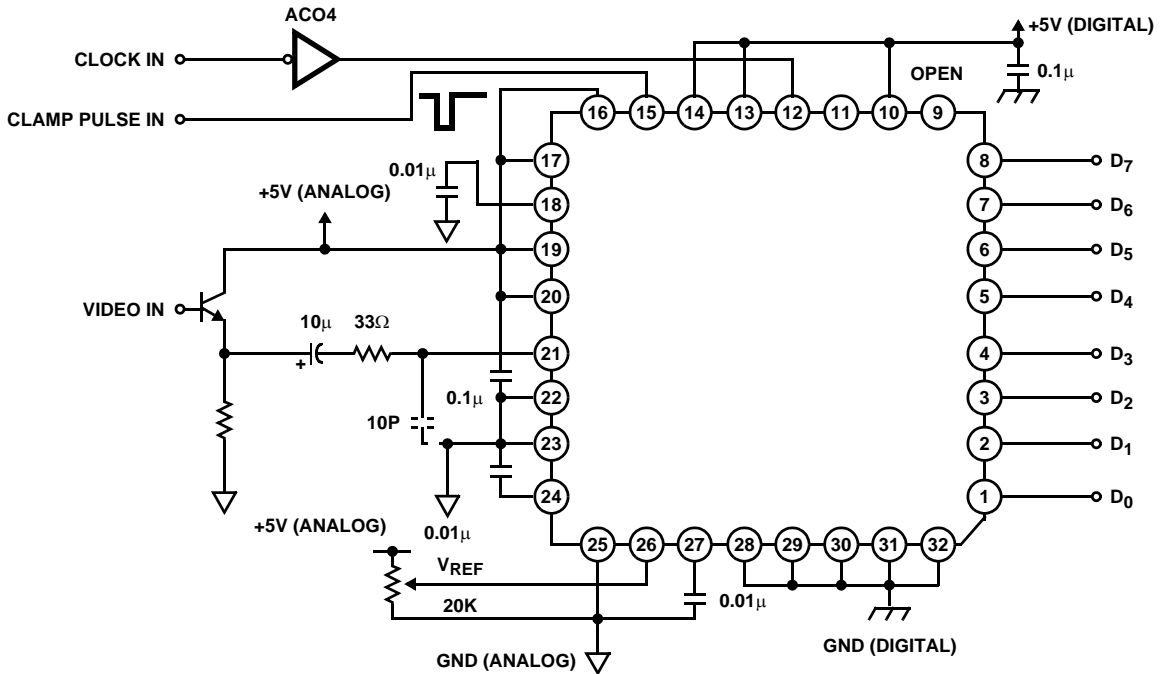 ACO4
+5V (DIGITAL)
CLOCK IN
OPEN
0.1μ
CLAMP PULSE IN
16 15 14 13 12 11 10 9
17
8 D7
0.01μ
+5V (ANALOG)
18
7 D6
19
6 D5
VIDEO IN
20
5 D4
10μ 33Ω
+
21
4 D3
0.1μ
22
3 D2
10P
23
2 D1
24
1 D0
+5V (ANALOG)
0.01μ
25 26 27 28 29 30 31 32
VREF
20K
0.01μ
GND (DIGITAL)
GND (ANALOG)